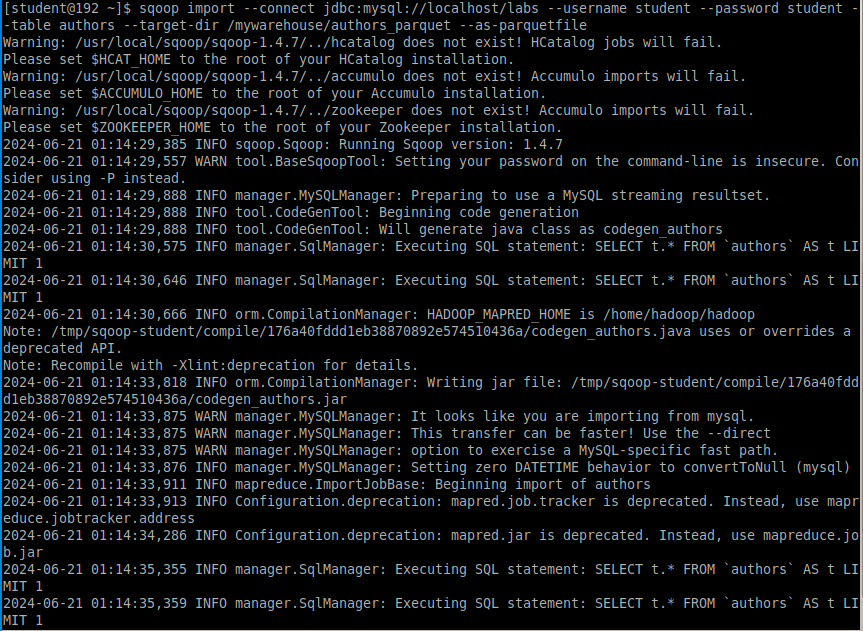 [student@192 ~]$ sqoop import --connect jdbc:mysql://localhost/labs --username student --password student -
-table authors --target-dir /mywarehouse/authors_parquet --as-parquetfile
Warning: /usr/local/sqoop/sqoop-1.4.7/../hcatalog does not exist! HCatalog jobs will fail.
Please set $HCAT_HOME to the root of your HCatalog installation.
Warning: /usr/local/sqoop/sqoop-1.4.7/../accumulo does not exist! Accumulo imports will fail.
Please set $ACCUMULO_HOME to the root of your Accumulo installation.
Warning: /usr/local/sqoop/sqoop-1.4.7/../zookeeper does not exist! Accumulo imports will fail.
Please set $ZOOKEEPER_HOME to the root of your Zookeeper installation.
2024-06-21 01:14:29,385 INFO sqoop.Sqoop: Running Sqoop version: 1.4.7
2024-06-21 01:14:29,557 WARN tool.BaseSqoopTool: Setting your password on the command-line is insecure. Con
sider using -P instead.
2024-06-21 01:14:29,888 INFO manager.MySQLManager: Preparing to use a MySQL streaming resultset.
2024-06-21 01:14:29,888 INFO tool.CodeGenTool: Beginning code generation
2024-06-21 01:14:29,888 INFO tool.CodeGenTool: Will generate java class as codegen_authors
2024-06-21 01:14:30,575 INFO manager.SqlManager: Executing SQL statement: SELECT t.* FROM `authors` AS t LI
MIT 1
2024-06-21 01:14:30,646 INFO manager.SqlManager: Executing SQL statement: SELECT t.* FROM `authors` AS t LI
MIT 1
2024-06-21 01:14:30,666 INFO orm.CompilationManager: HADOOP_MAPRED_HOME is /home/hadoop/hadoop
Note: /tmp/sqoop-student/compile/176a40fddd1eb38870892e574510436a/codegen_authors.java uses or overrides a
deprecated API.
Note: Recompile with -Xlint:deprecation for details.
2024-06-21 01:14:33,818 INFO orm.CompilationManager: Writing jar file: /tmp/sqoop-student/compile/176a40fdd
d1eb38870892e574510436a/codegen_authors.jar
2024-06-21 01:14:33,875 WARN manager.MySQLManager: It looks like you are importing from mysql.
2024-06-21 01:14:33,875 WARN manager.MySQLManager: This transfer can be faster! Use the --direct
2024-06-21 01:14:33,875 WARN manager.MySQLManager: option to exercise a MySQL-specific fast path.
2024-06-21 01:14:33,876 INFO manager.MySQLManager: Setting zero DATETIME behavior to convertToNull (mysql)
2024-06-21 01:14:33,911 INFO mapreduce.ImportJobBase: Beginning import of authors
2024-06-21 01:14:33,913 INFO Configuration.deprecation: mapred.job.tracker is deprecated. Instead, use mapr
educe.jobtracker.address
2024-06-21 01:14:34,286 INFO Configuration.deprecation: mapred.jar is deprecated. Instead, use mapreduce.jo
b.jar
2024-06-21 01:14:35,355 INFO manager.SqlManager: Executing SQL statement: SELECT t.* FROM `authors` AS t LI
MIT 1
2024-06-21 01:14:35,359 INFO manager.SqlManager: Executing SQL statement: SELECT t.* FROM `authors` AS t LI
MIT 1